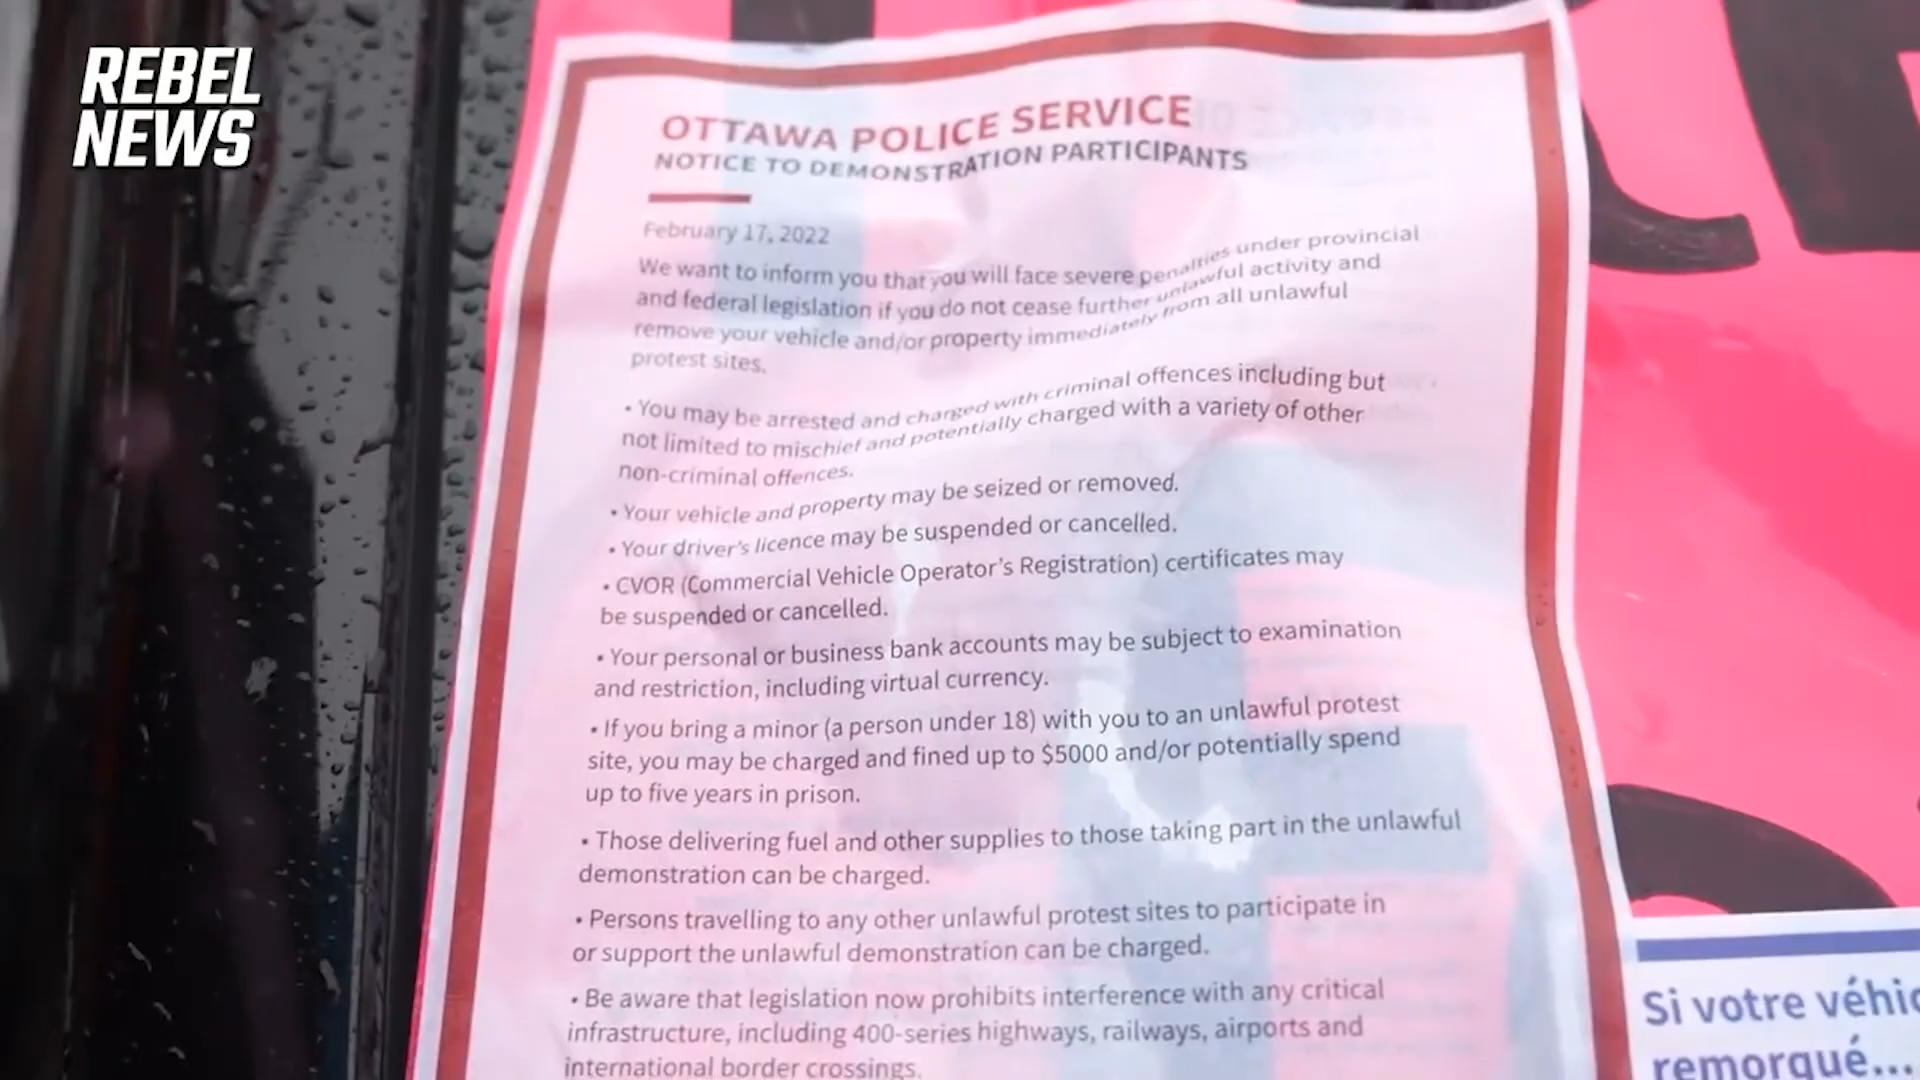 REBEL
NEWS
OTTAWA POLICE SERVICE
NOTICE TO DEMONSTRATION PARTICIPANTS
February 17, 2022
We want to inform you that you will face severe penalties under provincial
and federal legislation if you do not cease further unlawful activity and
remove your vehicle and/or property immediately from all unlawful
protest sites.
• You may be arrested and charged with criminal offences including but
not limited to mischief and potentially charged with a variety of other
non-criminal offences.
• Your vehicle and property may be seized or removed.
• Your driver's licence may be suspended or cancelled.
• CVOR (Commercial Vehicle Operator's Registration) certificates may
be suspended or cancelled.
• Your personal or business bank accounts may be subject to examination
and restriction, including virtual currency.
• If you bring a minor (a person under 18) with you to an unlawful protest
site, you may be charged and fined up to $5000 and/or potentially spend
up to five years in prison.
• Those delivering fuel and other supplies to those taking part in the unlawful
demonstration can be charged.
• Persons travelling to any other unlawful protest sites to participate in
or support the unlawful demonstration can be charged.
• Be aware that legislation now prohibits interference with any critical
infrastructure, including 400-series highways, railways, airports and
international border crossings.
Si votre véhic
remorqué...